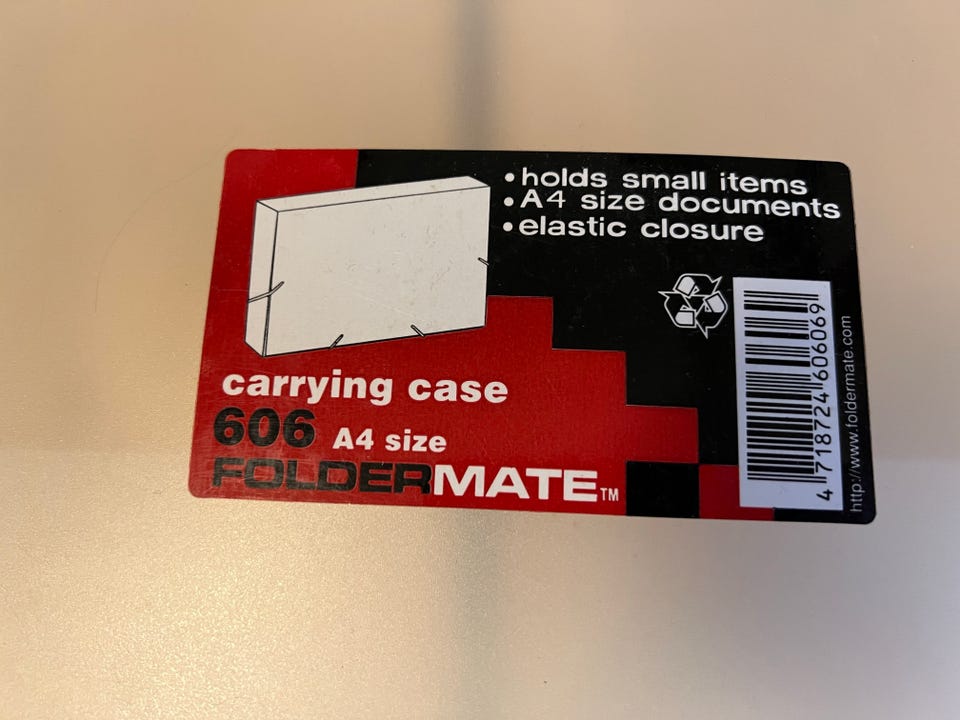 •holds small items
•A4 size documents
•elastic closure
carrying case
606 A4 size
FOLDERMATE™
4 718724 606069
http://www.foldermate.com